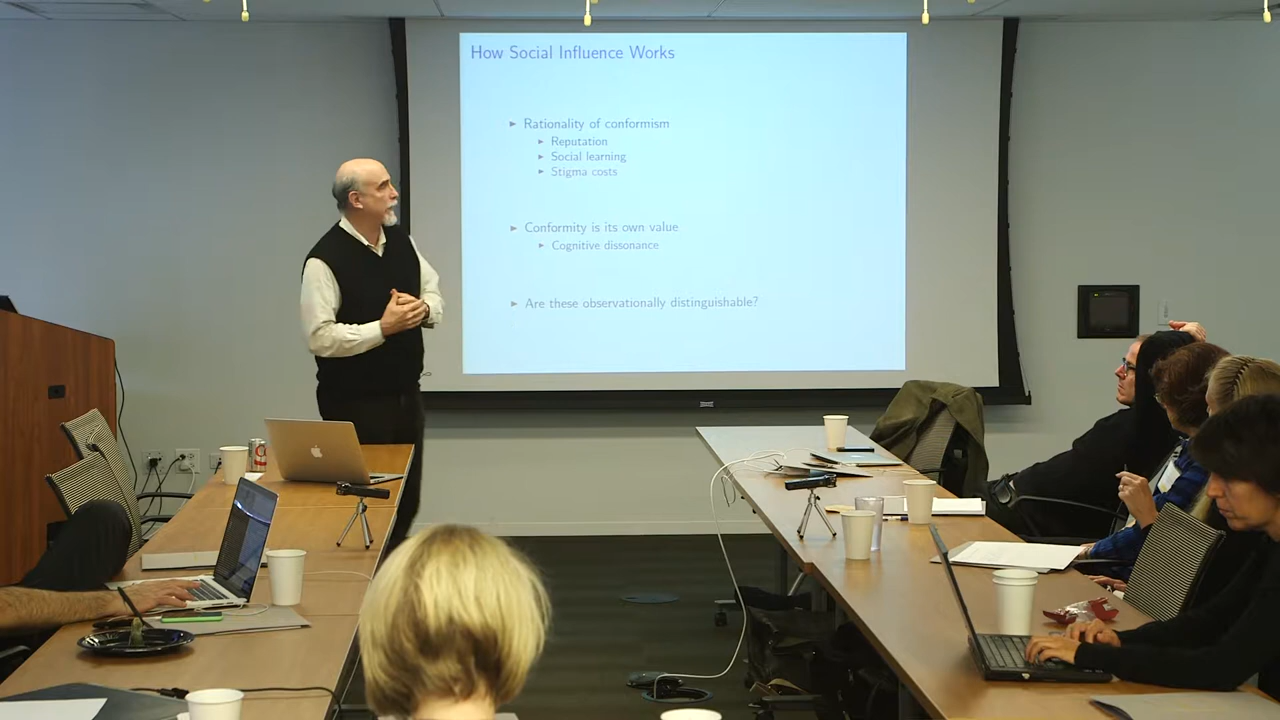 How Social Influence Works
Rationality of conformism
Reputation
Social learning
Stigma costs
Conformity is its own value
Cognitive dissonance
Are these observationally distinguishable?